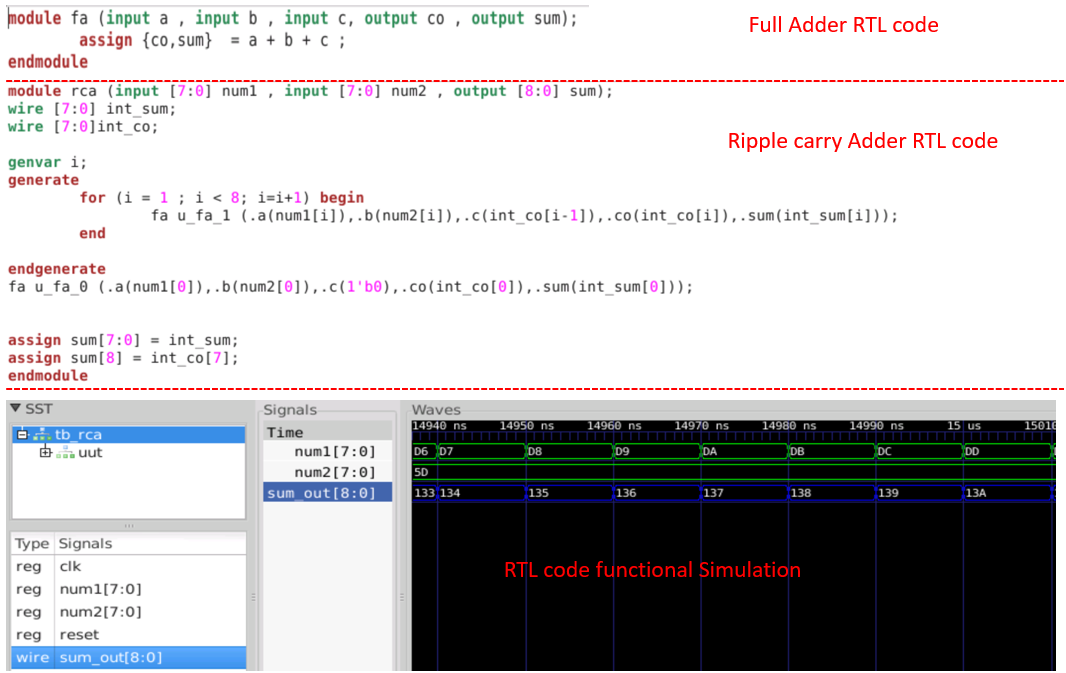 module fa (input a , input b , input c, output co , output sum);
Full Adder RTL code
assign {co,sum}  = a + b + c ;
endmodule
module rca (input [7:0] num1 , input [7:0] num2 , output [8:0] sum);
wire [7:0] int_sum;
wire [7:0]int_co;
Ripple carry Adder RTL code
genvar i;
generate
for (i = 1 ; i < 8; i=i+1) begin
fa u_fa_1 (.a(num1[i]),.b(num2[i]),.c(int_co[i-1]),.co(int_co[i]),.sum(int_sum[i]));
end
endgenerate
fa u_fa_0 (.a(num1[0]),.b(num2[0]),.c(1'b0),.co(int_co[0]),.sum(int_sum[0]));
assign sum[7:0] = int_sum;
assign sum[8] = int_co[7];
endmodule
SST
tb_rca
uut
Type Signals
reg clk
reg num1[7:0]
reg num2[7:0]
reg reset
wire sum_out[8:0]
Signals
Time
num1[7:0]
num2[7:0]
sum_out[8:0]
Waves
14940 ns 14950 ns 14960 ns 14970 ns 14980 ns 14990 ns 15 us 15010
D6 D7 D8 D9 DA DB DC DD
5D
133 134 135 136 137 138 139 13A
RTL code functional Simulation